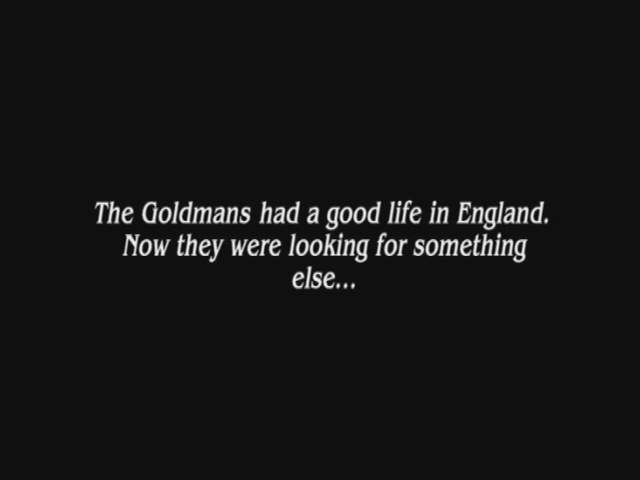 The Goldmans had a good life in England.
Now they were looking for something
else...